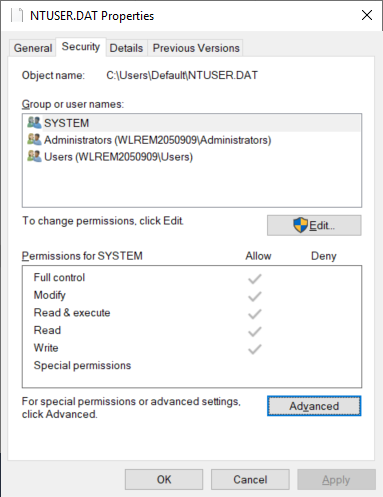 NTUSER.DAT Properties
General Security Details Previous Versions
Object name: C:\Users\Default\NTUSER.DAT
Group or user names:
SYSTEM
Administrators (WLREM2050909\Administrators)
Users (WLREM2050909\Users)
To change permissions, click Edit.
Edit...
Permissions for SYSTEM Allow Deny
Full control
Modify
Read & execute
Read
Write
Special permissions
For special permissions or advanced settings,
click Advanced.
Advanced
OK Cancel Apply